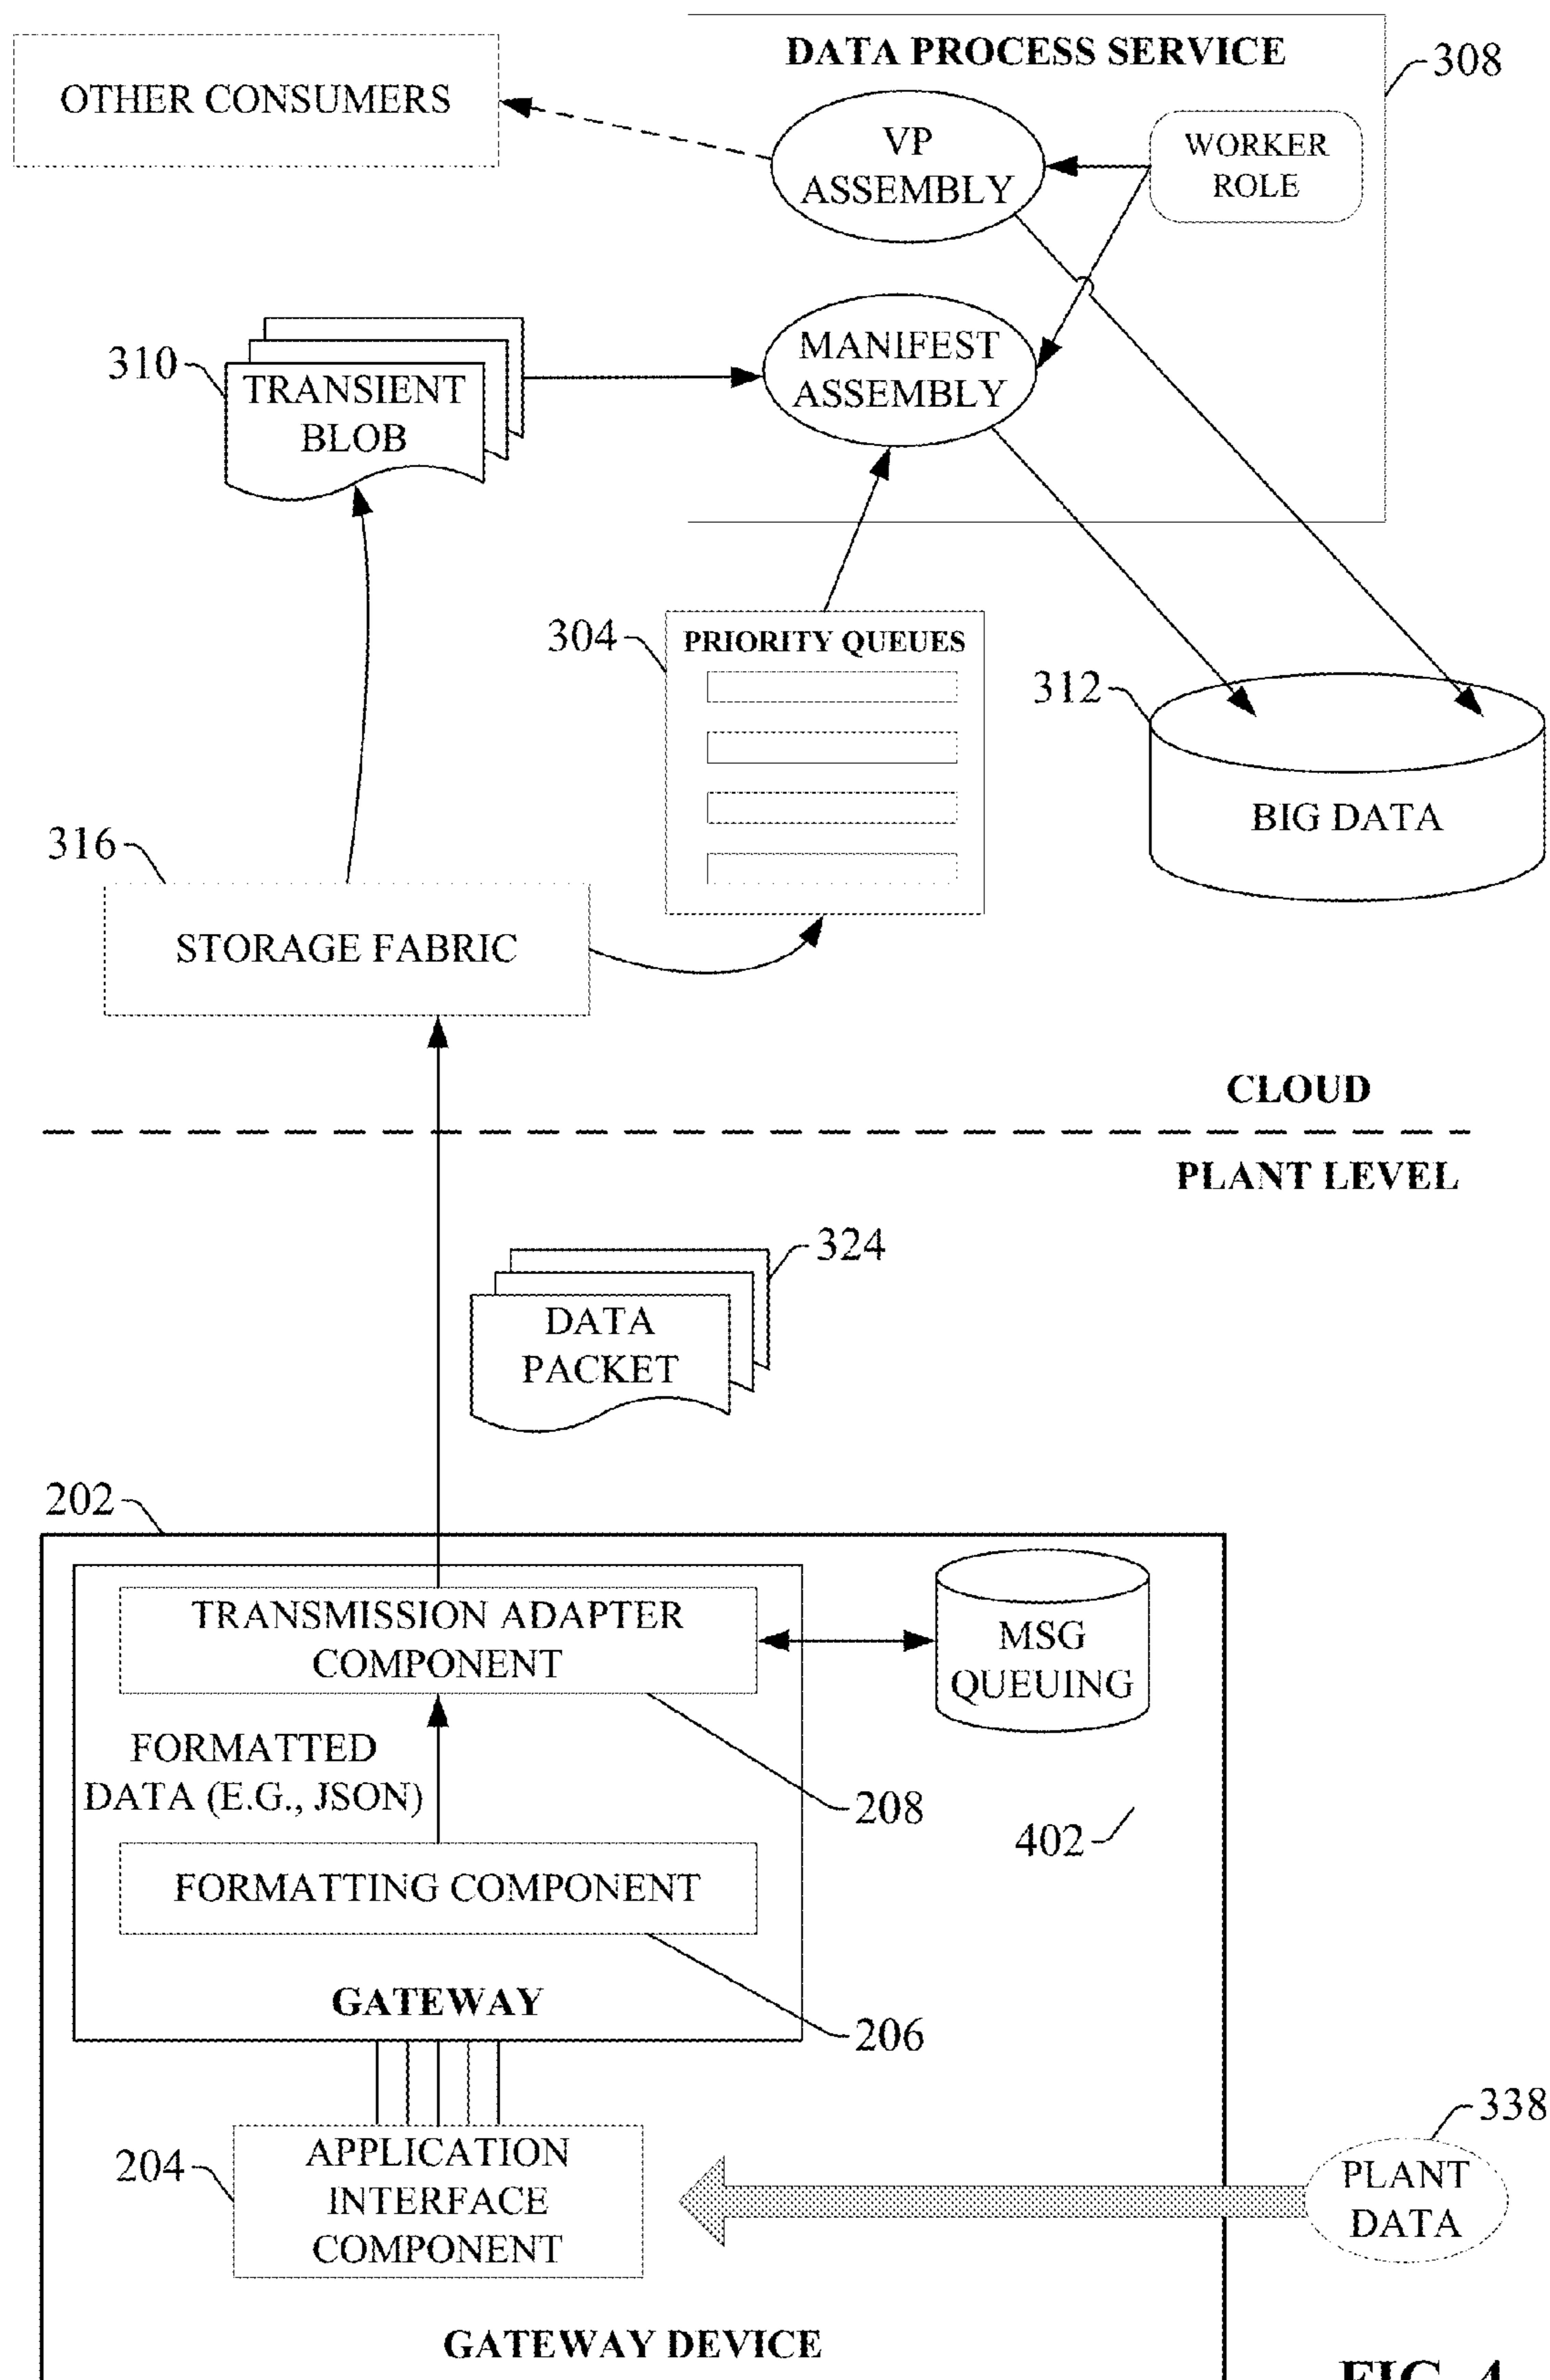 DATA PROCESS SERVICE
308
OTHER CONSUMERS
VP
ASSEMBLY
WORKER
ROLE
310
TRANSIENT
BLOB
MANIFEST
ASSEMBLY
304
PRIORITY QUEUES
312
BIG DATA
316
STORAGE FABRIC
CLOUD
PLANT LEVEL
324
DATA
PACKET
202
TRANSMISSION ADAPTER
COMPONENT
MSG
QUEUING
FORMATTED
DATA (E.G., JSON)
208
402
FORMATTING COMPONENT
GATEWAY
206
338
204
APPLICATION
INTERFACE
COMPONENT
PLANT
DATA
GATEWAY DEVICE
FIG. 4